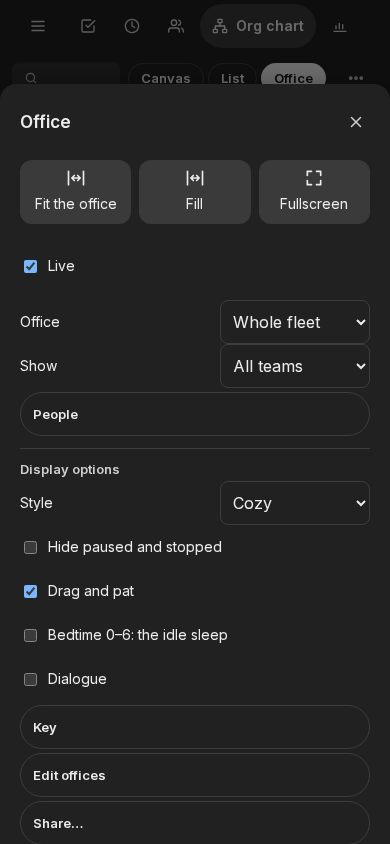 Org chart
Canvas
List
Office
Office
Fit the office
Fill
Fullscreen
Live
Office
Whole fleet
Show
All teams
People
Display options
Style
Cozy
Hide paused and stopped
Drag and pat
Bedtime 0–6: the idle sleep
Dialogue
Key
Edit offices
Share...